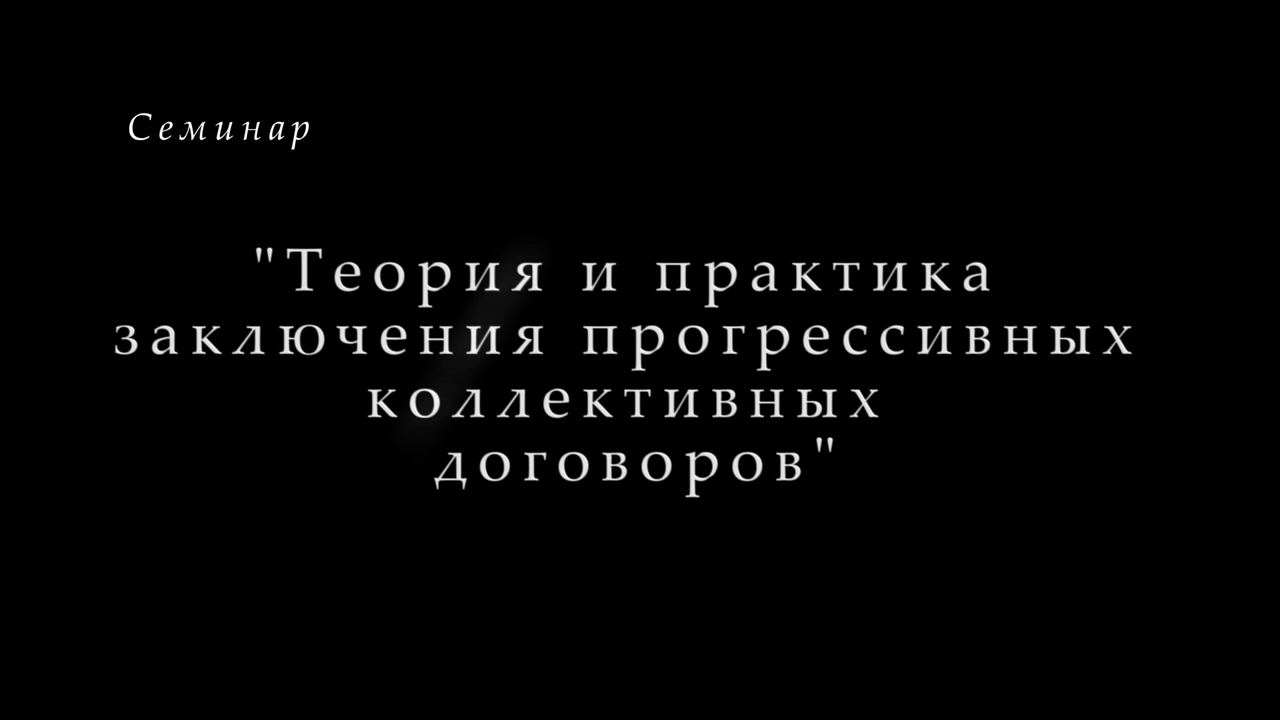 Семинар
"Теория и практика
заключения прогрессивных
коллективных
договоров"